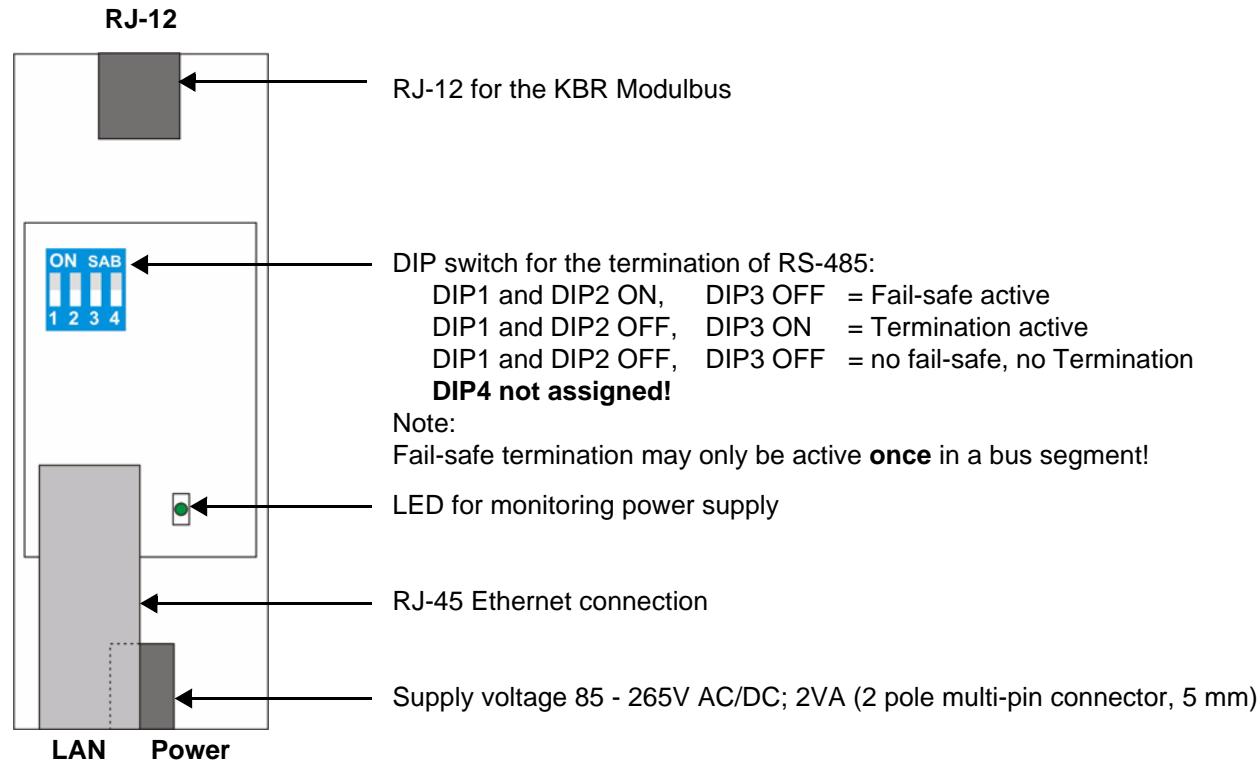 RJ-12
RJ-12 for the KBR Modulbus
ON SAB
1 2 3 4
DIP switch for the termination of RS-485:
DIP1 and DIP2 ON, DIP3 OFF = Fail-safe active
DIP1 and DIP2 OFF, DIP3 ON = Termination active
DIP1 and DIP2 OFF, DIP3 OFF = no fail-safe, no Termination
DIP4 not assigned!
Note:
Fail-safe termination may only be active once in a bus segment!
LED for monitoring power supply
RJ-45 Ethernet connection
Supply voltage 85 - 265V AC/DC; 2VA (2 pole multi-pin connector, 5 mm)
LAN Power